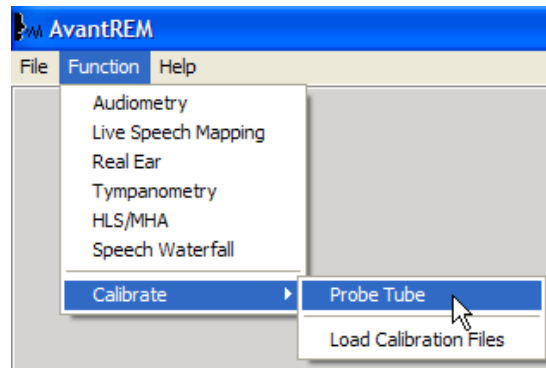 AvantREM
File Function Help
Audiometry
Live Speech Mapping
Real Ear
Tympanometry
HLS/MHA
Speech Waterfall
Calibrate
Probe Tube
Load Calibration Files